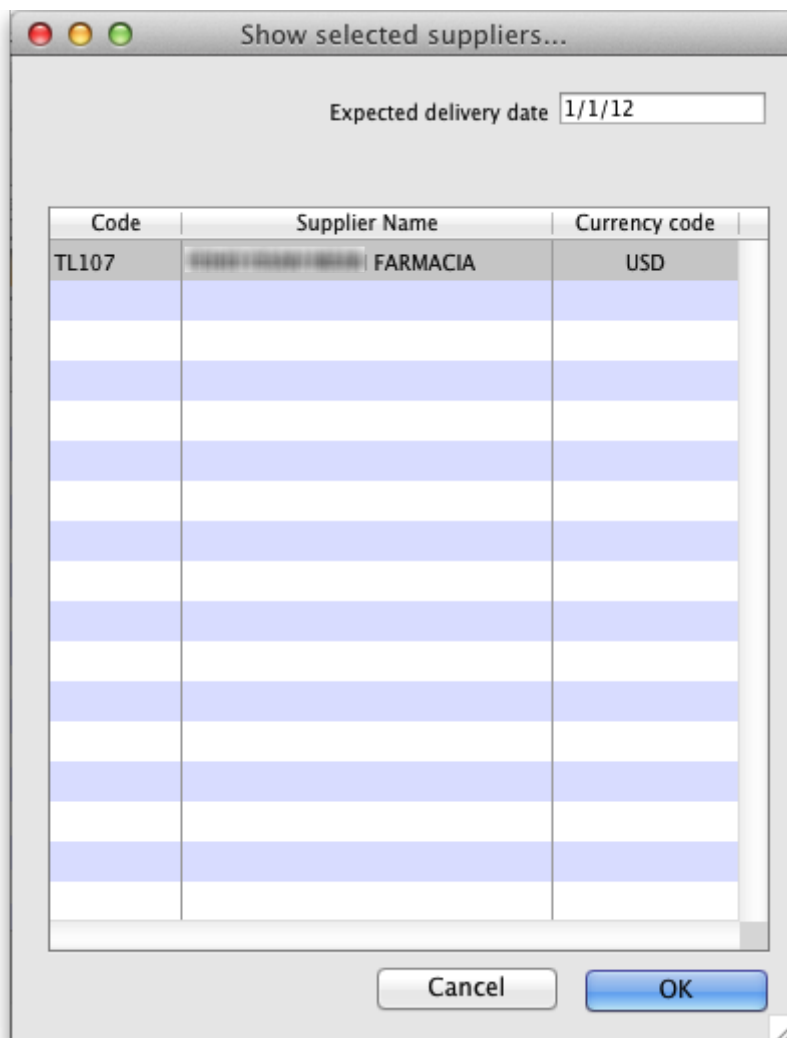 Show selected suppliers...
Expected delivery date 1/1/12
Code Supplier Name Currency code
TL107 FARMACIA USD
Cancel OK